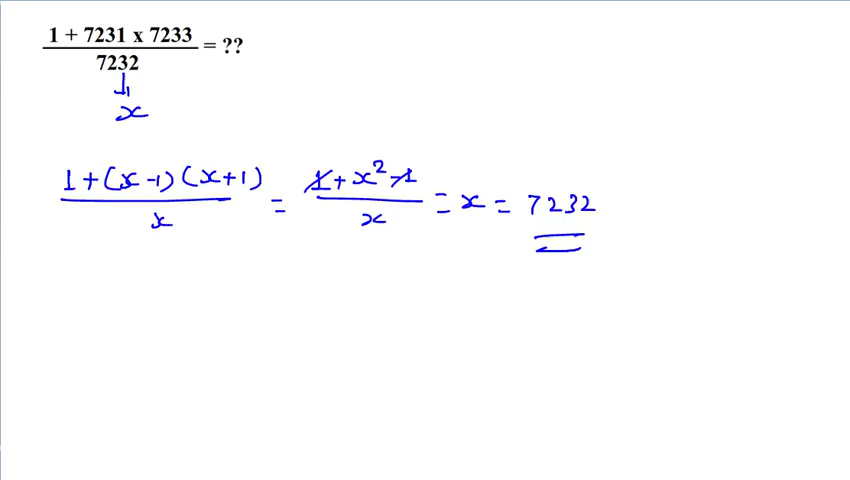 1 + 7231 x 7233
= ??
7232
x
1 + (x - 1) (x + 1)
x
=
1 + x² - 1
x
= x = 7232